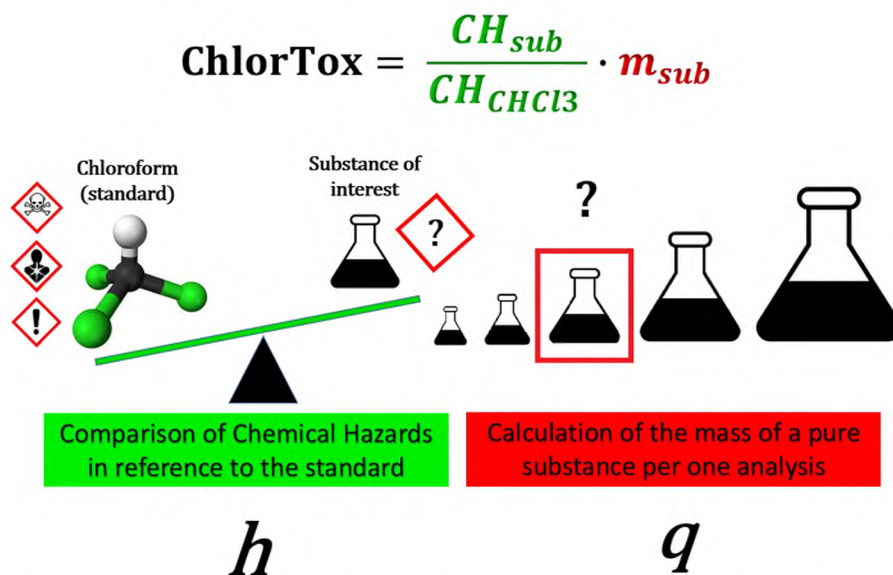 ChlorTox = CH_sub / CH_CHCl3 · m_sub
Chloroform
(standard)
Substance of
interest
?
?
!
Comparison of Chemical Hazards
in reference to the standard
Calculation of the mass of a pure
substance per one analysis
h
q